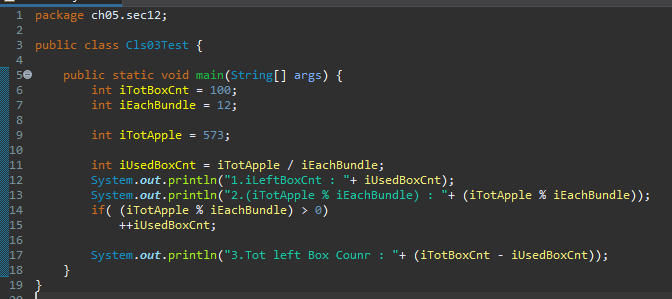 1 package ch05.sec12;
2
3 public class Cls03Test {
4
5 public static void main(String[] args) {
6 int iTotBoxCnt = 100;
7 int iEachBundle = 12;
8
9 int iTotApple = 573;
10
11 int iUsedBoxCnt = iTotApple / iEachBundle;
12 System.out.println("1.iLeftBoxCnt : "+ iUsedBoxCnt);
13 System.out.println("2.(iTotApple % iEachBundle) : "+ (iTotApple % iEachBundle));
14 if( (iTotApple % iEachBundle) > 0)
15 ++iUsedBoxCnt;
16
17 System.out.println("3.Tot left Box Counr : "+ (iTotBoxCnt - iUsedBoxCnt));
18 }
19 }
20